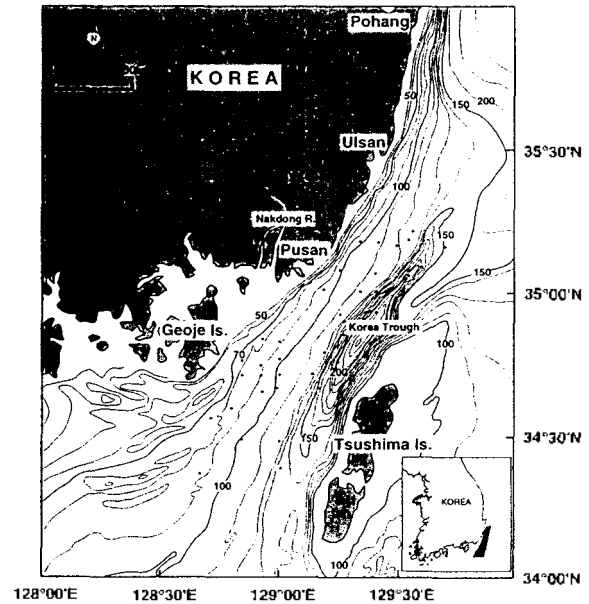 Pohang
N
KOREA
50
150
200
Ulsan
35°30'N
100
Nakdong R.
Pusan
150
150
35°00'N
50
Geoje Is.
Korea Trough
70
100
200
150
Tsushima Is.
34°30'N
100
KOREA
100
34°00'N
128°00'E
128°30'E
129°00'E
129°30'E